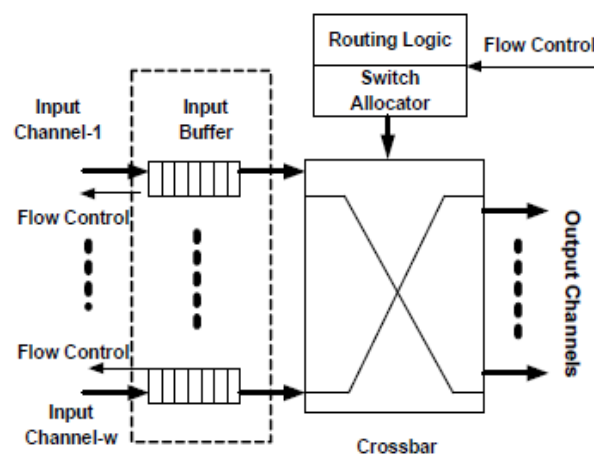 Routing Logic
Flow Control
Switch
Allocator
Input
Channel-1
Input
Buffer
Flow Control
Output Channels
Flow Control
Input
Channel-w
Crossbar